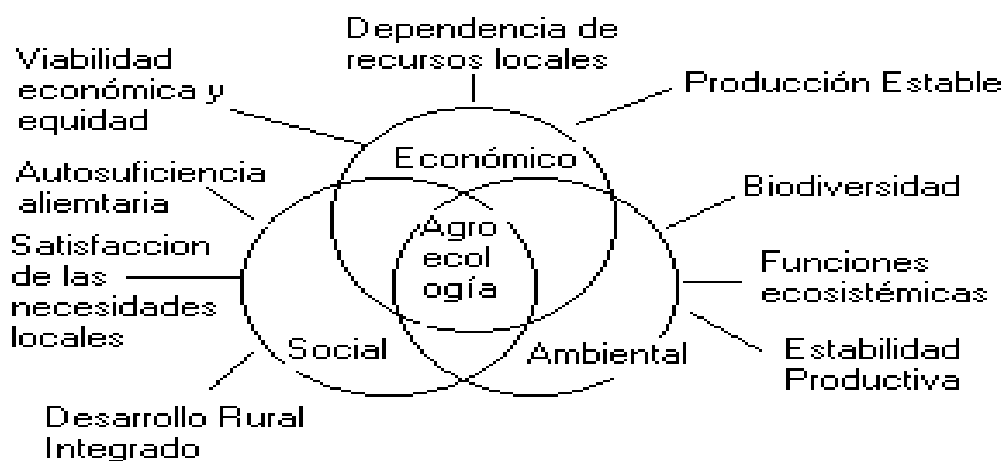 Dependencia de
recursos locales
Viabilidad
económica y
equidad
Producción Estable
Económico
Autosuficiencia
aliemtaria
Biodiversidad
Satisfaccion
de las
necesidades
locales
Agro
ecol
ogía
Funciones
ecosistémicas
Social
Ambiental
Estabilidad
Productiva
Desarrollo Rural
Integrado